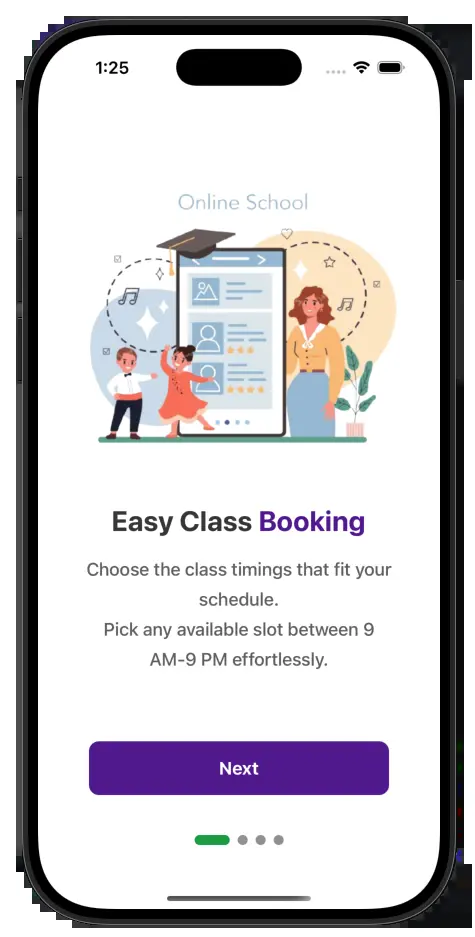 1:25
Online School
Easy Class Booking
Choose the class timings that fit your
schedule.
Pick any available slot between 9
AM-9 PM effortlessly.
Next